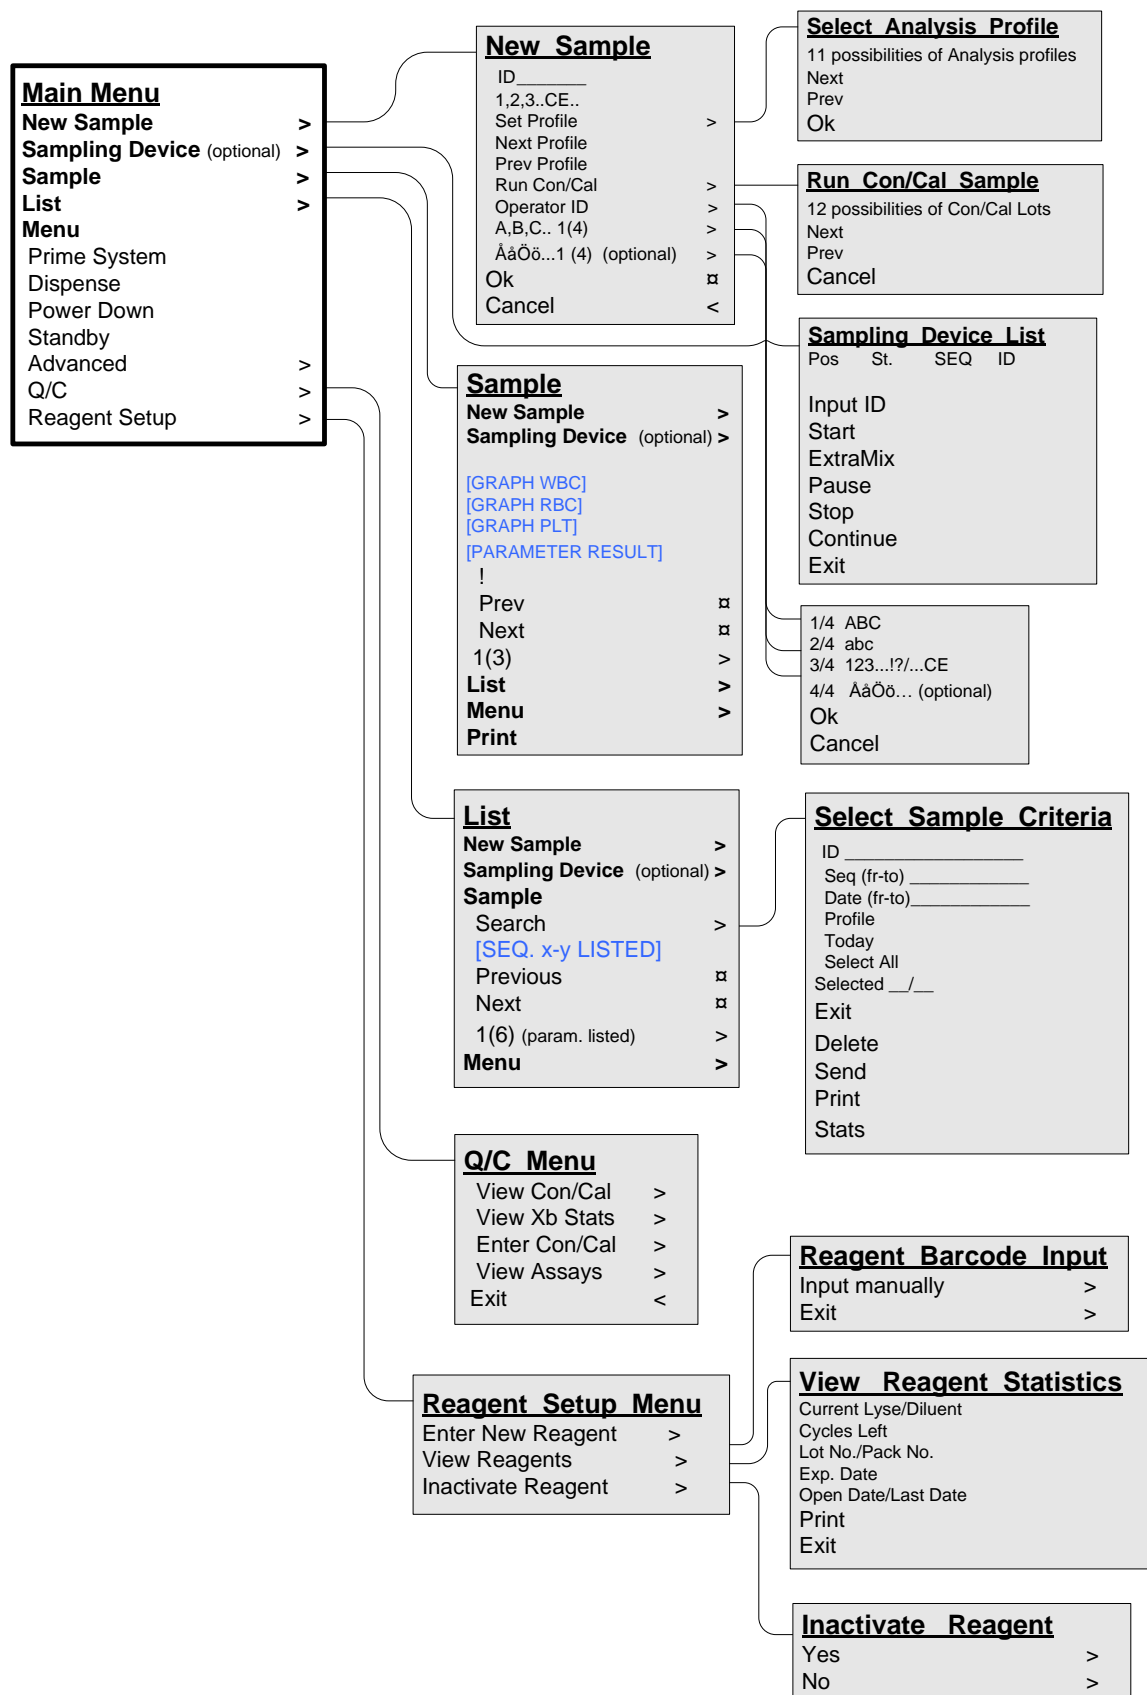 Main Menu
New Sample >
Sampling Device (optional) >
Sample >
List >
Menu
Prime System
Dispense
Power Down
Standby
Advanced >
Q/C >
Reagent Setup >
New Sample
ID_______
1,2,3..CE..
Set Profile >
Next Profile
Prev Profile
Run Con/Cal >
Operator ID >
A,B,C.. 1(4) >
ÅåÖö...1 (4) (optional) >
Ok ¤
Cancel <
Select Analysis Profile
11 possibilities of Analysis profiles
Next
Prev
Ok
Run Con/Cal Sample
12 possibilities of Con/Cal Lots
Next
Prev
Cancel
Sampling Device List
Pos St. SEQ ID
Input ID
Start
ExtraMix
Pause
Stop
Continue
Exit
Sample
New Sample >
Sampling Device (optional) >
[GRAPH WBC]
[GRAPH RBC]
[GRAPH PLT]
[PARAMETER RESULT]
!
Prev ¤
Next ¤
1(3) >
List >
Menu >
Print
1/4 ABC
2/4 abc
3/4 123...!?/...CE
4/4 ÅåÖö... (optional)
Ok
Cancel
List
New Sample >
Sampling Device (optional) >
Sample
Search >
[SEQ. x-y LISTED]
Previous ¤
Next ¤
1(6) (param. listed) >
Menu >
Select Sample Criteria
ID __________________
Seq (fr-to) ____________
Date (fr-to)____________
Profile
Today
Select All
Selected __/__
Exit
Delete
Send
Print
Stats
Q/C Menu
View Con/Cal >
View Xb Stats >
Enter Con/Cal >
View Assays >
Exit <
Reagent Setup Menu
Enter New Reagent >
View Reagents >
Inactivate Reagent >
Reagent Barcode Input
Input manually >
Exit >
View Reagent Statistics
Current Lyse/Diluent
Cycles Left
Lot No./Pack No.
Exp. Date
Open Date/Last Date
Print
Exit
Inactivate Reagent
Yes >
No >